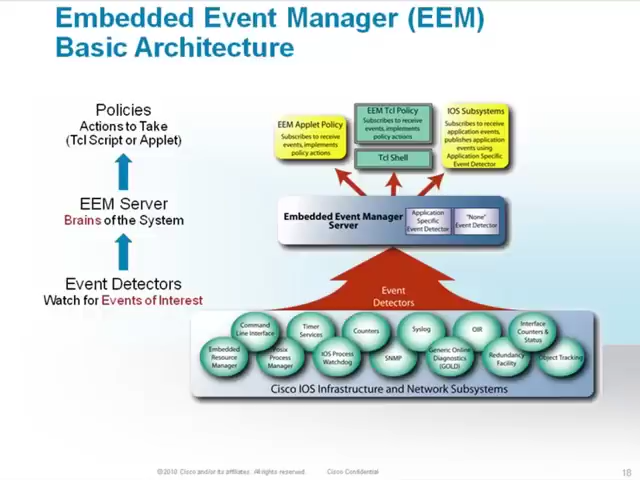 Embedded Event Manager (EEM)
Basic Architecture
Policies
Actions to Take
(Tcl Script or Applet)
EEM Server
Brains of the System
Event Detectors
Watch for Events of Interest
EEM Applet Policy
Subscribes to receive
events, implements
policy actions
EEM Tcl Policy
Subscribes to receive
events, implements
policy actions
Tcl Shell
IOS Subsystems
Subscribes to receive
application events,
publishes application
events using
Application Specific
Event Detector
Embedded Event Manager
Server
Application
Specific
Event Detector
"None"
Event Detector
Event
Detectors
Command
Line Interface
Timer
Services
Counters
Syslog
OIR
Interface
Counters &
Status
Embedded
Resource
Manager
Posix
Process
Manager
IOS Process
Watchdog
SNMP
Generic Online
Diagnostics
(GOLD)
Redundancy
Facility
Object Tracking
Cisco IOS Infrastructure and Network Subsystems
© 2010 Cisco and/or its affiliates. All rights reserved.
Cisco Confidential
18